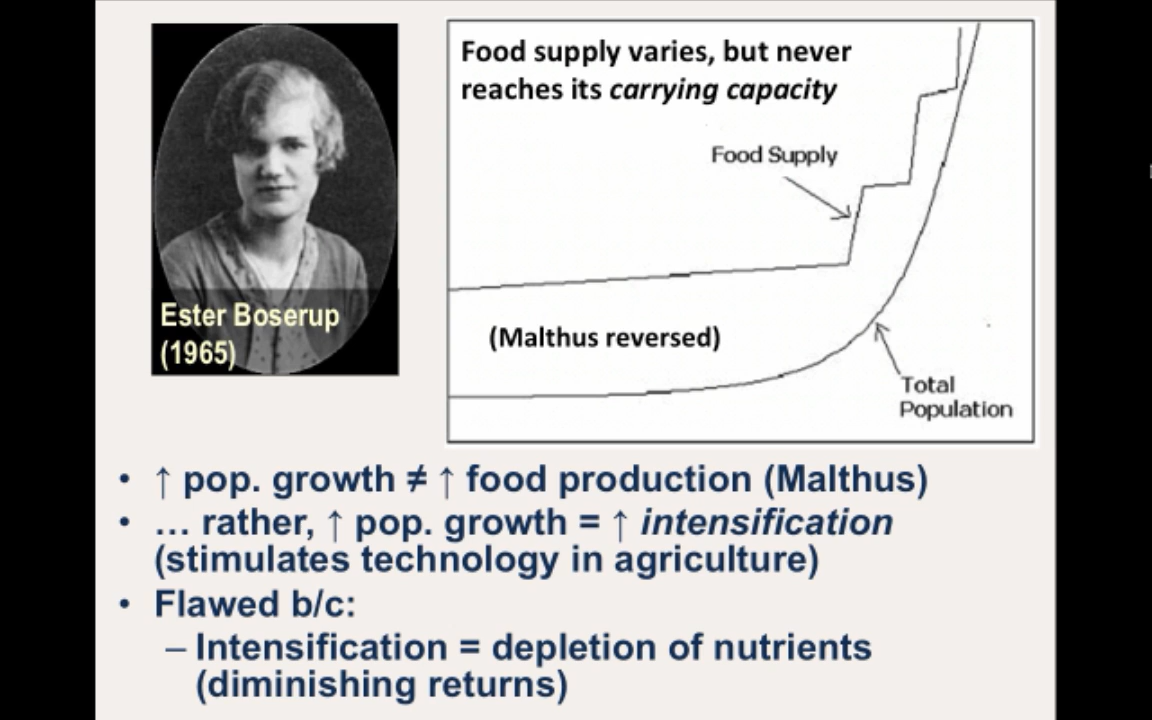 Ester Boserup
(1965)
Food supply varies, but never
reaches its carrying capacity
Food Supply
(Malthus reversed)
Total
Population
• ↑ pop. growth ≠ ↑ food production (Malthus)
• … rather, ↑ pop. growth = ↑ intensification
(stimulates technology in agriculture)
• Flawed b/c:
– Intensification = depletion of nutrients
(diminishing returns)